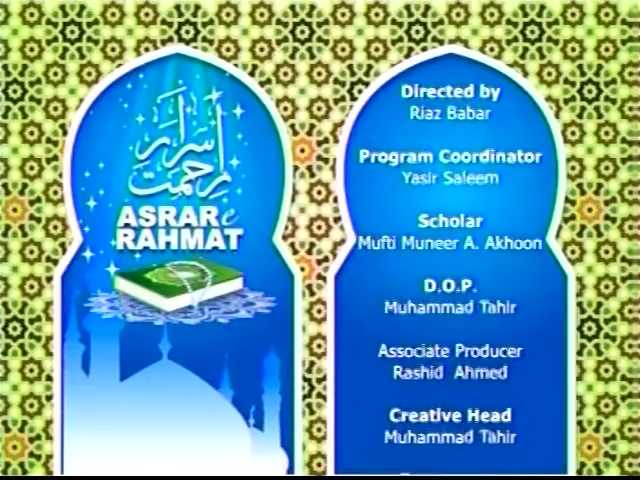 اسرار رحمت
ASRAR e
RAHMAT
Directed by
Riaz Babar
Program Coordinator
Yasir Saleem
Scholar
Mufti Muneer A. Akhoon
D.O.P.
Muhammad Tahir
Associate Producer
Rashid Ahmed
Creative Head
Muhammad Tahir